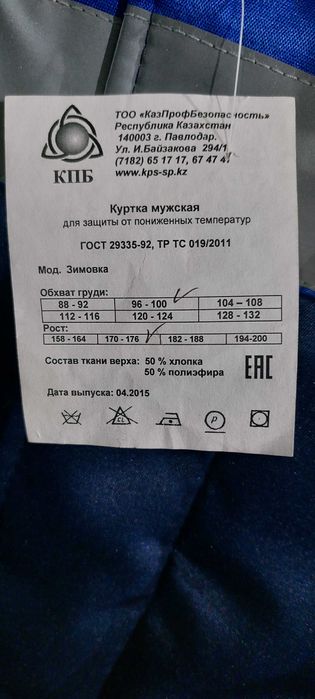 КПБ
ТОО «КазПрофБезопасность»
Республика Казахстан
140003 г. Павлодар.
Ул. И.Байзакова 294/1
(7182) 65 17 17, 67 47 47
www.kps-sp.kz
Куртка мужская
для защиты от пониженных температур
ГОСТ 29335-92, ТР ТС 019/2011
Мод. Зимовка
Обхват груди:
88 - 92 96 - 100 104 – 108
112 - 116 120 - 124 128 - 132
Рост:
158 - 164 170 - 176 182 - 188 194-200
Состав ткани верха: 50 % хлопка
50 % полиэфира
ЕАС
Дата выпуска: 04.2015
CL
P